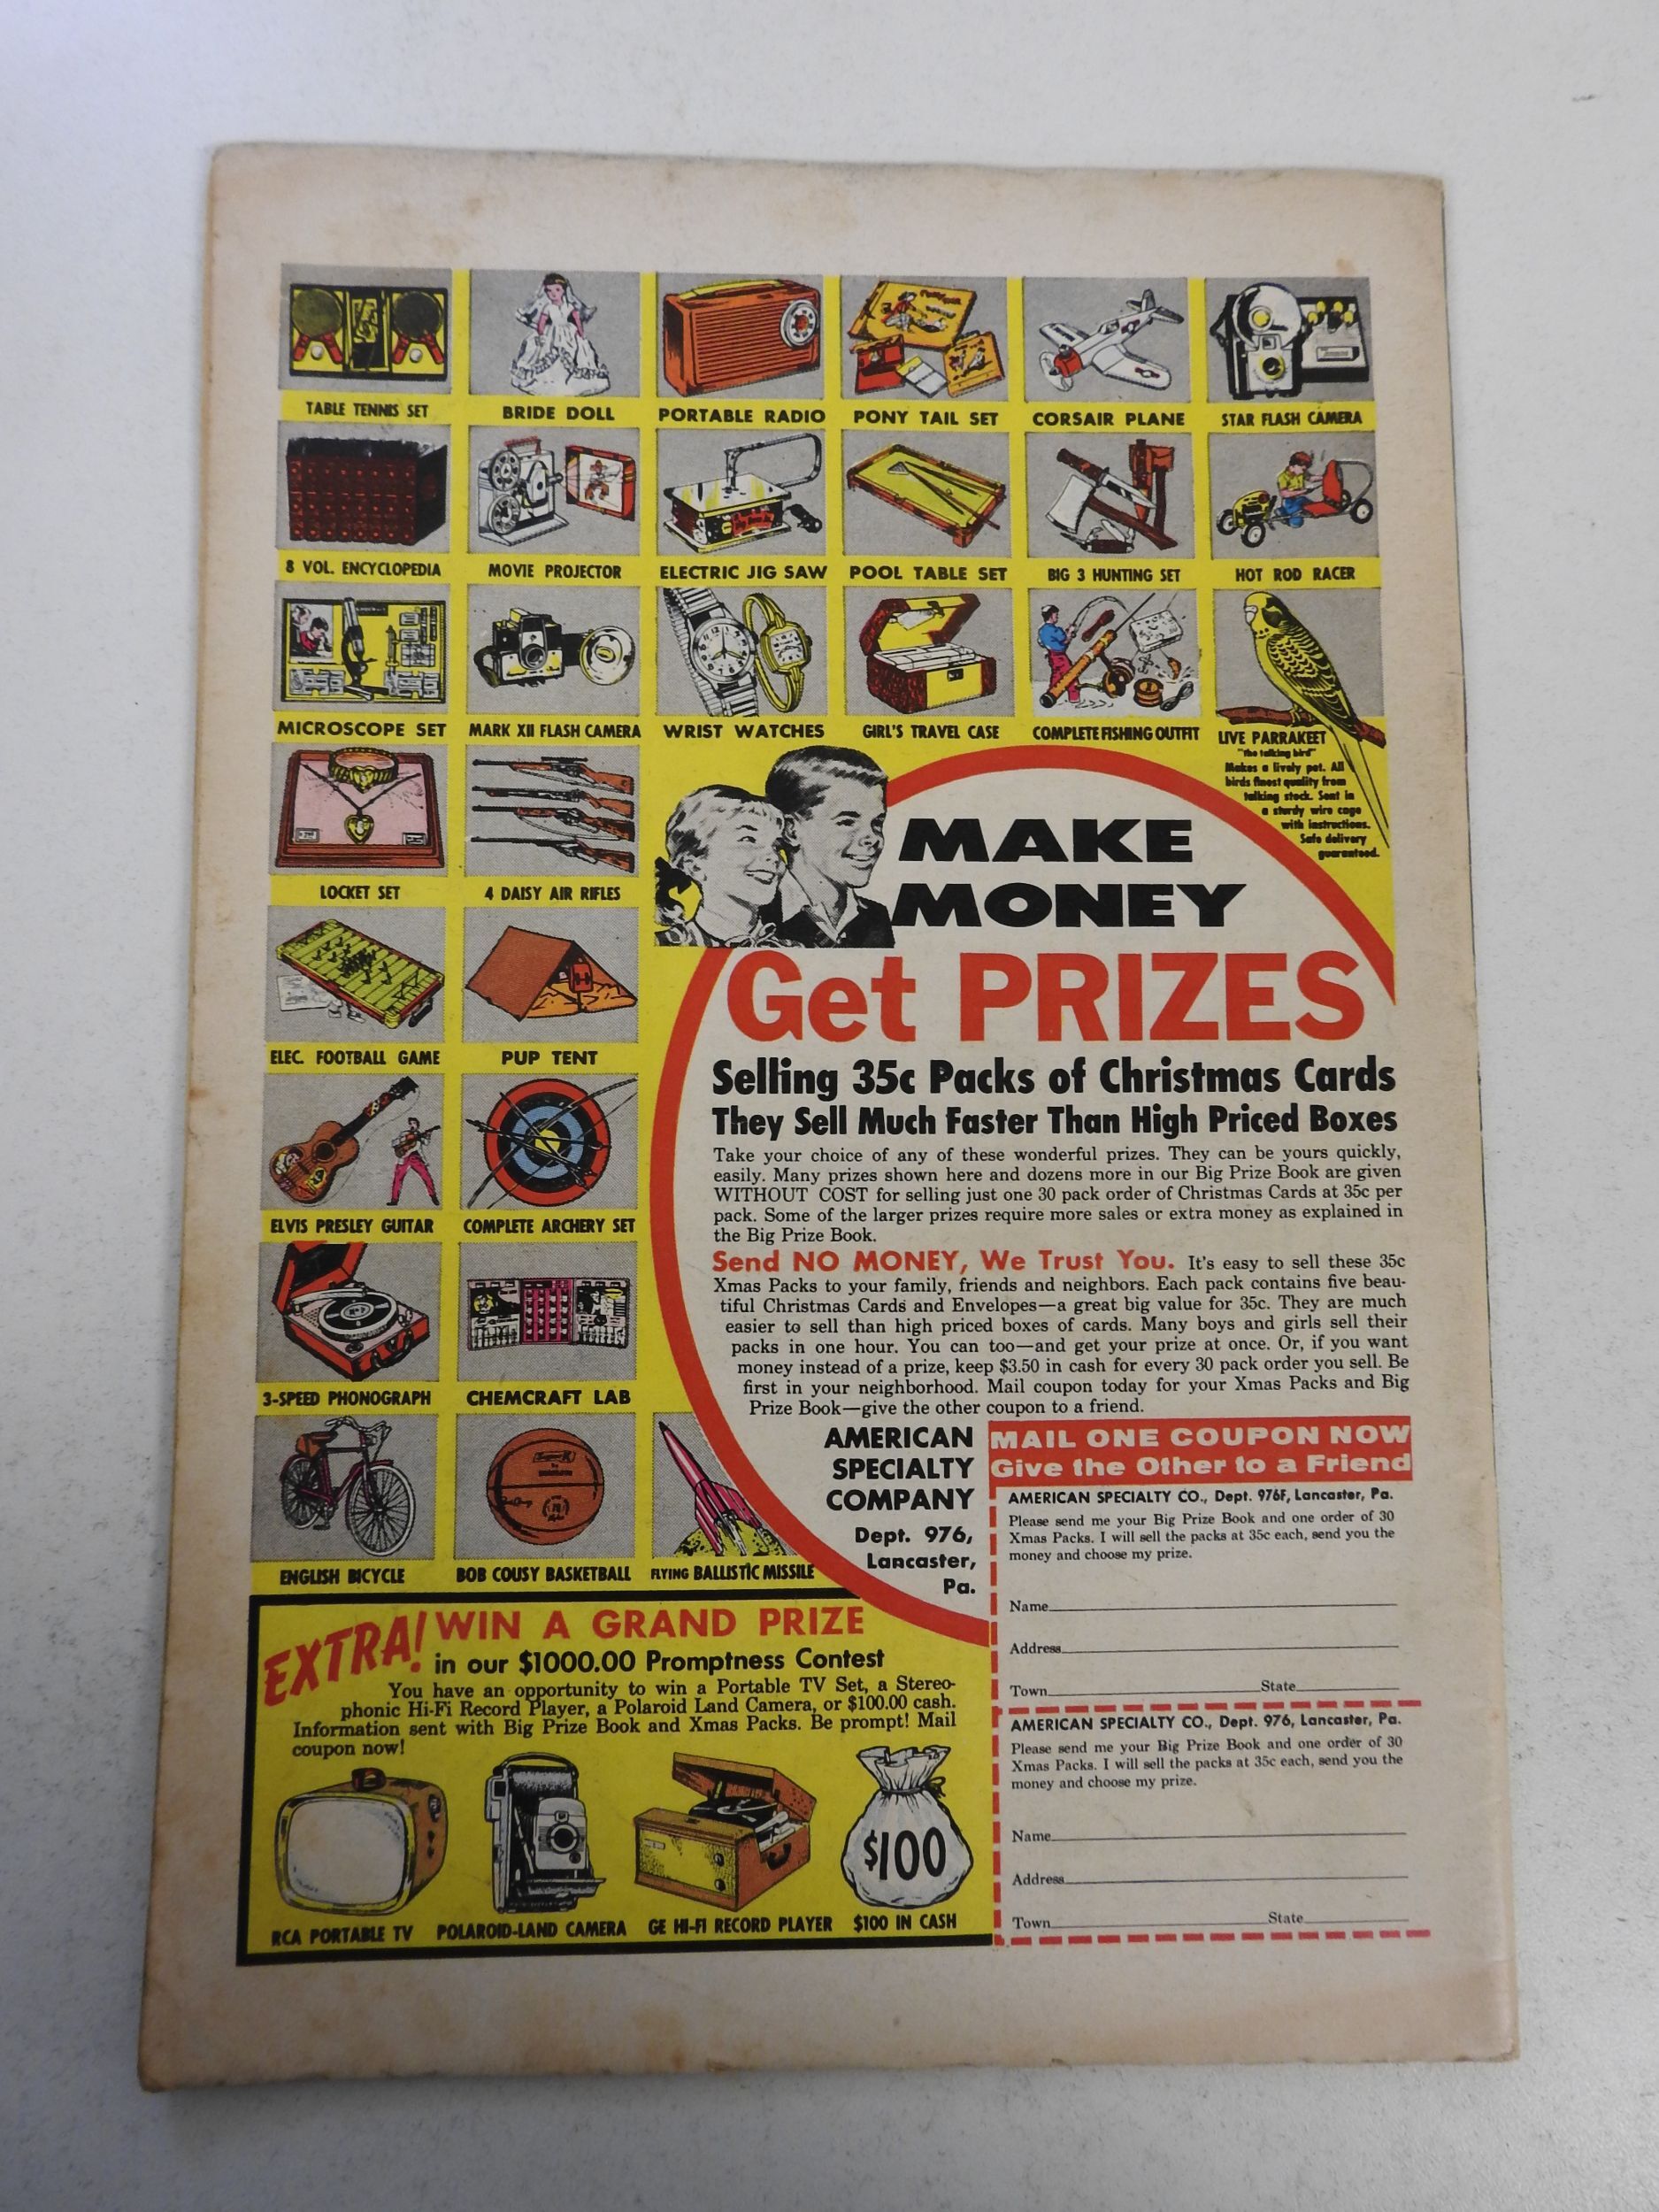 TABLE TENNIS SET
BRIDE DOLL
PORTABLE RADIO
PONY TAIL SET
CORSAIR PLANE
STAR FLASH CAMERA
8 VOL. ENCYCLOPEDIA
MOVIE PROJECTOR
ELECTRIC JIG SAW
POOL TABLE SET
BIG 3 HUNTING SET
HOT ROD RACER
MICROSCOPE SET
MARK XII FLASH CAMERA
WRIST WATCHES
GIRL'S TRAVEL CASE
COMPLETE FISHING OUTFIT
LIVE PARRAKEET
"the talking bird"
Makes a lively pet. All
birds finest quality from
talking stock. Sent in
a sturdy wire cage
with instructions.
Safe delivery
guaranteed.
LOCKET SET
4 DAISY AIR RIFLES
ELEC. FOOTBALL GAME
PUP TENT
ELVIS PRESLEY GUITAR
COMPLETE ARCHERY SET
3-SPEED PHONOGRAPH
CHEMCRAFT LAB
ENGLISH BICYCLE
BOB COUSY BASKETBALL
FLYING BALLISTIC MISSILE
MAKE
MONEY
Get PRIZES
Selling 35c Packs of Christmas Cards
They Sell Much Faster Than High Priced Boxes
Take your choice of any of these wonderful prizes. They can be yours quickly,
easily. Many prizes shown here and dozens more in our Big Prize Book are given
WITHOUT COST for selling just one 30 pack order of Christmas Cards at 35c per
pack. Some of the larger prizes require more sales or extra money as explained in
the Big Prize Book.
Send NO MONEY, We Trust You. It's easy to sell these 35c
Xmas Packs to your family, friends and neighbors. Each pack contains five beau-
tiful Christmas Cards and Envelopes—a great big value for 35c. They are much
easier to sell than high priced boxes of cards. Many boys and girls sell their
packs in one hour. You can too—and get your prize at once. Or, if you want
money instead of a prize, keep $3.50 in cash for every 30 pack order you sell. Be
first in your neighborhood. Mail coupon today for your Xmas Packs and Big
Prize Book—give the other coupon to a friend.
AMERICAN
SPECIALTY
COMPANY
Dept. 976,
Lancaster,
Pa.
MAIL ONE COUPON NOW
Give the Other to a Friend
AMERICAN SPECIALTY CO., Dept. 976F, Lancaster, Pa.
Please send me your Big Prize Book and one order of 30
Xmas Packs. I will sell the packs at 35c each, send you the
money and choose my prize.
Name
Address
Town State
AMERICAN SPECIALTY CO., Dept. 976, Lancaster, Pa.
Please send me your Big Prize Book and one order of 30
Xmas Packs. I will sell the packs at 35c each, send you the
money and choose my prize.
Name
Address
Town State
EXTRA! WIN A GRAND PRIZE
in our $1000.00 Promptness Contest
You have an opportunity to win a Portable TV Set, a Stereo-
phonic Hi-Fi Record Player, a Polaroid Land Camera, or $100.00 cash.
Information sent with Big Prize Book and Xmas Packs. Be prompt! Mail
coupon now!
$100
RCA PORTABLE TV
POLAROID-LAND CAMERA
GE HI-FI RECORD PLAYER
$100 IN CASH